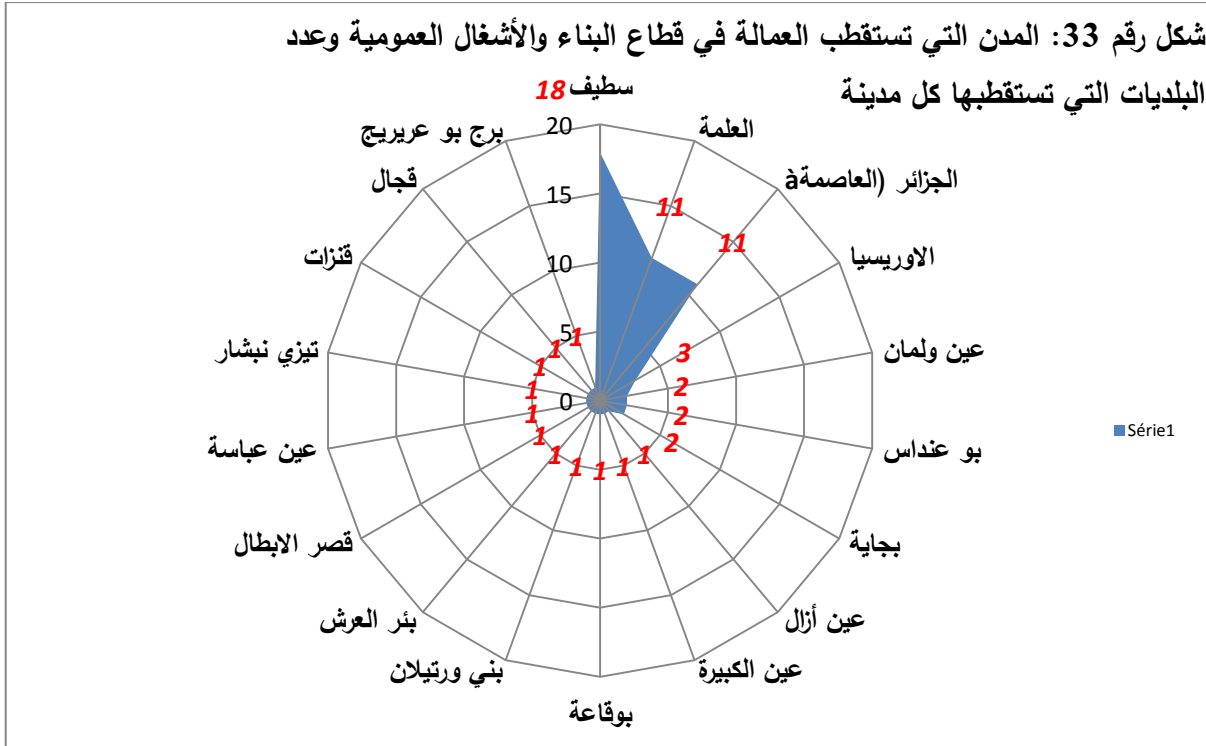 شكل رقم 33: المدن التي تستقطب العمالة في قطاع البناء والأشغال العمومية وعدد
البلديات التي تستقطبها كل مدينة
سطيف
18
العلمة
11
الجزائر (العاصمةà
11
الاوريسيا
3
عين ولمان
2
بو عنداس
2
بجاية
2
عين أزال
1
عين الكبيرة
1
بوقاعة
1
بني ورتيلان
1
بئر العرش
1
قصر الابطال
1
عين عباسة
1
تيزي نبشار
1
قنزات
1
قجال
1
برج بو عريريج
1
20
15
10
5
0
Série1